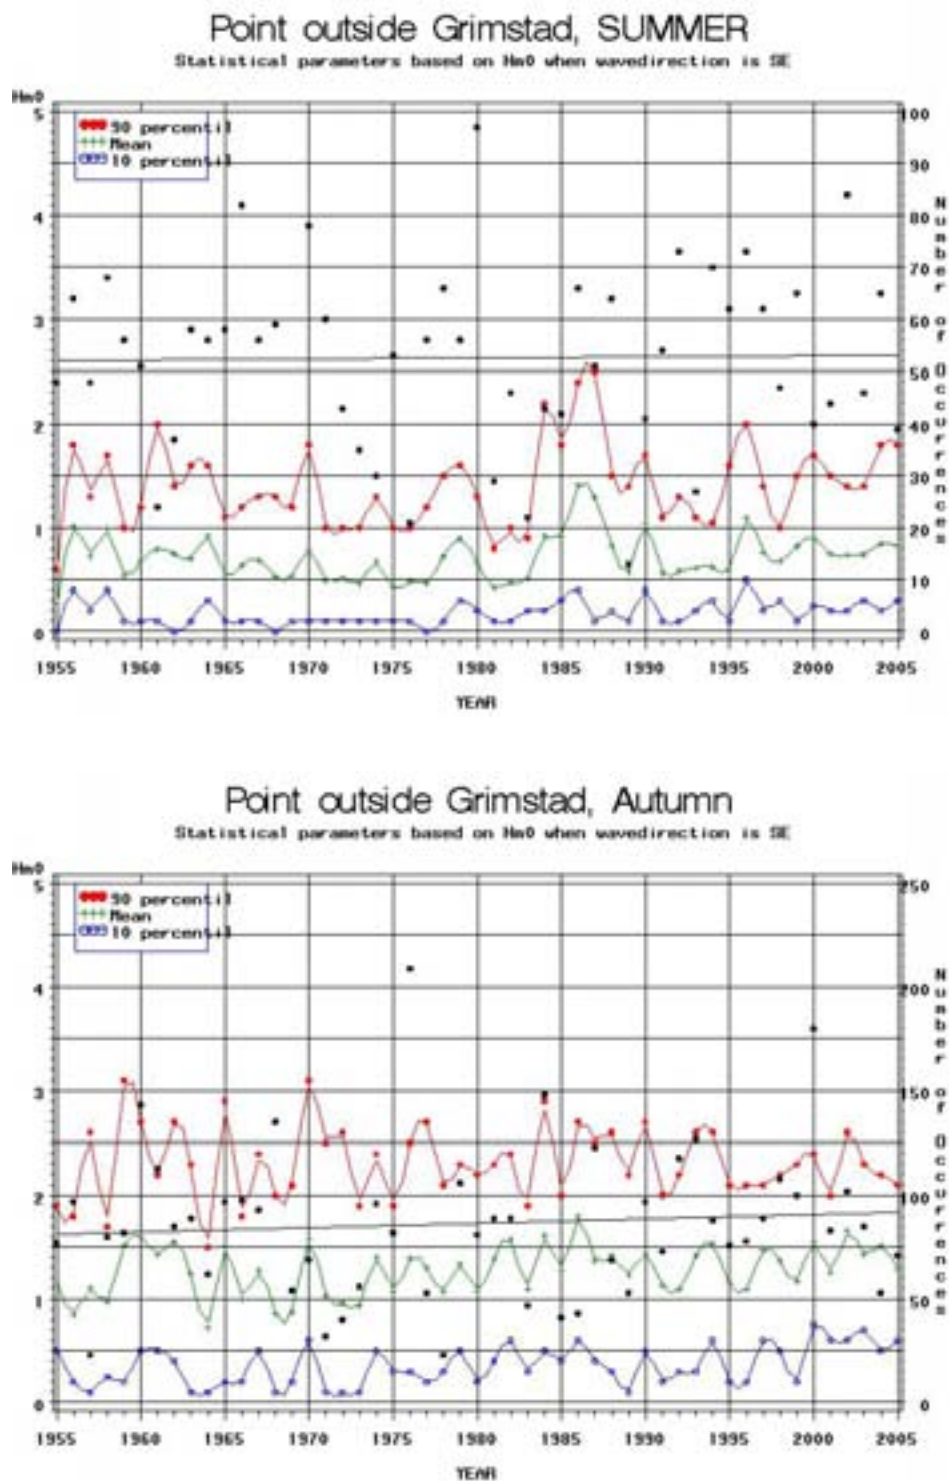 Point outside Grimstad, SUMMER
Statistical parameters based on Hm0 when wavedirection is SE
Hm0
5
4
3
2
1
0
90 percentil
Mean
10 percentil
100
90
80
70
60
50
40
30
20
10
0
Number of Occurrences
1955 1960 1965 1970 1975 1980 1985 1990 1995 2000 2005
YEAR
Point outside Grimstad, Autumn
Statistical parameters based on Hm0 when wavedirection is SE
Hm0
5
4
3
2
1
0
90 percentil
Mean
10 percentil
250
200
150
100
50
0
Number of Occurrences
1955 1960 1965 1970 1975 1980 1985 1990 1995 2000 2005
YEAR